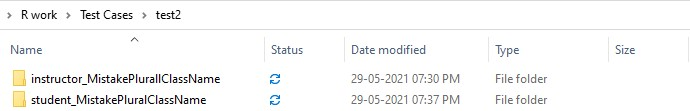 R work > Test Cases > test2
Name Status Date modified Type Size
instructor_MistakePlurallClassName 29-05-2021 07:30 PM File folder
student_MistakePluralClassName 29-05-2021 07:37 PM File folder